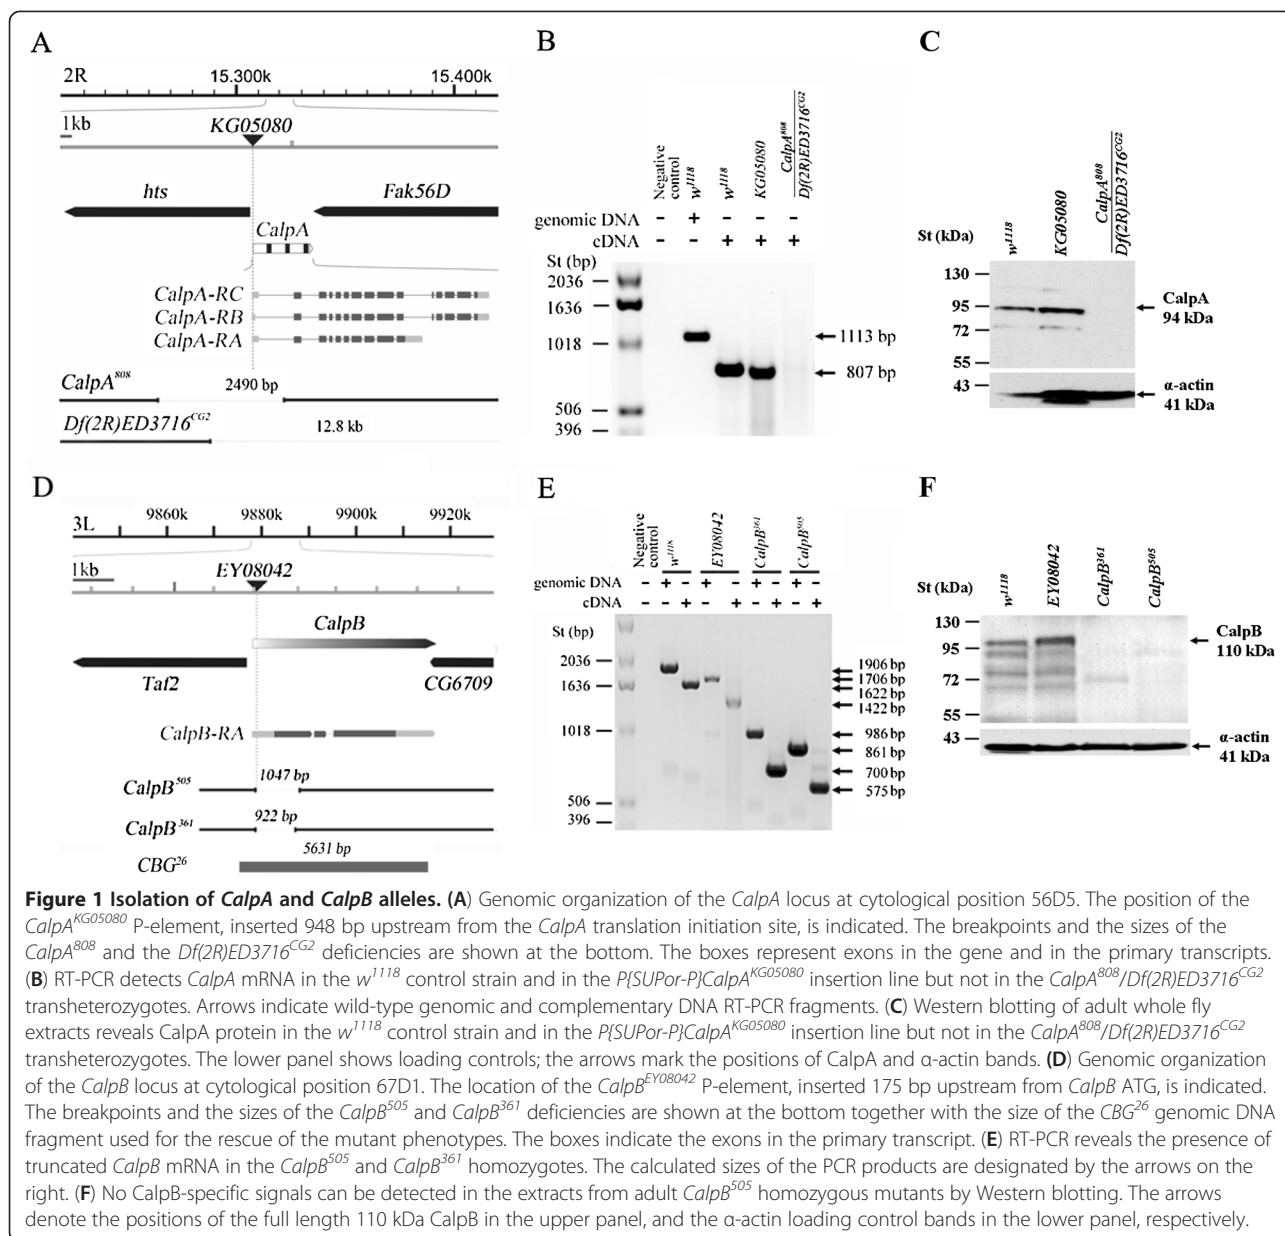 A
2R
15.300k
15.400k
1kb
KG05080
hts
Fak56D
CalpA
CalpA-RC
CalpA-RB
CalpA-RA
CalpA⁸⁰⁸
2490 bp
Df(2R)ED3716ᶜᴳ²
12.8 kb
B
Negative control
w¹¹¹⁸
w¹¹¹⁸
KG05080
CalpA⁸⁰⁸
Df(2R)ED3716ᶜᴳ²
genomic DNA - + - - -
cDNA - - + + +
St (bp)
2036
1636
1018
506
396
1113 bp
807 bp
C
w¹¹¹⁸
KG05080
CalpA⁸⁰⁸
Df(2R)ED3716ᶜᴳ²
St (kDa)
130
95
72
55
43
CalpA
94 kDa
α-actin
41 kDa
D
3L
9860k
9880k
9900k
9920k
1kb
EY08042
CalpB
Taf2
CG6709
CalpB-RA
CalpB⁵⁰⁵
1047 bp
CalpB³⁶¹
922 bp
5631 bp
CBG²⁶
E
Negative control
w¹¹¹⁸
EY08042
CalpB³⁶¹
CalpB⁵⁰⁵
genomic DNA - + - + - + - + -
cDNA - - + - + - + - +
St (bp)
2036
1636
1018
506
396
1906 bp
1706 bp
1622 bp
1422 bp
986 bp
861 bp
700 bp
575 bp
F
w¹¹¹⁸
EY08042
CalpB³⁶¹
CalpB⁵⁰⁵
St (kDa)
130
95
72
55
43
CalpB
110 kDa
α-actin
41 kDa
Figure 1 Isolation of CalpA and CalpB alleles. (A) Genomic organization of the CalpA locus at cytological position 56D5. The position of the
CalpAᴷᴳ⁰⁵⁰⁸⁰ P-element, inserted 948 bp upstream from the CalpA translation initiation site, is indicated. The breakpoints and the sizes of the
CalpA⁸⁰⁸ and the Df(2R)ED3716ᶜᴳ² deficiencies are shown at the bottom. The boxes represent exons in the gene and in the primary transcripts.
(B) RT-PCR detects CalpA mRNA in the w¹¹¹⁸ control strain and in the P{SUPor-P}CalpAᴷᴳ⁰⁵⁰⁸⁰ insertion line but not in the CalpA⁸⁰⁸/Df(2R)ED3716ᶜᴳ²
transheterozygotes. Arrows indicate wild-type genomic and complementary DNA RT-PCR fragments. (C) Western blotting of adult whole fly
extracts reveals CalpA protein in the w¹¹¹⁸ control strain and in the P{SUPor-P}CalpAᴷᴳ⁰⁵⁰⁸⁰ insertion line but not in the CalpA⁸⁰⁸/Df(2R)ED3716ᶜᴳ²
transheterozygotes. The lower panel shows loading controls; the arrows mark the positions of CalpA and α-actin bands. (D) Genomic organization
of the CalpB locus at cytological position 67D1. The location of the CalpBᴱʸ⁰⁸⁰⁴² P-element, inserted 175 bp upstream from CalpB ATG, is indicated.
The breakpoints and the sizes of the CalpB⁵⁰⁵ and CalpB³⁶¹ deficiencies are shown at the bottom together with the size of the CBG²⁶ genomic DNA
fragment used for the rescue of the mutant phenotypes. The boxes indicate the exons in the primary transcript. (E) RT-PCR reveals the presence of
truncated CalpB mRNA in the CalpB⁵⁰⁵ and CalpB³⁶¹ homozygotes. The calculated sizes of the PCR products are designated by the arrows on the
right. (F) No CalpB-specific signals can be detected in the extracts from adult CalpB⁵⁰⁵ homozygous mutants by Western blotting. The arrows
denote the positions of the full length 110 kDa CalpB in the upper panel, and the α-actin loading control bands in the lower panel, respectively.